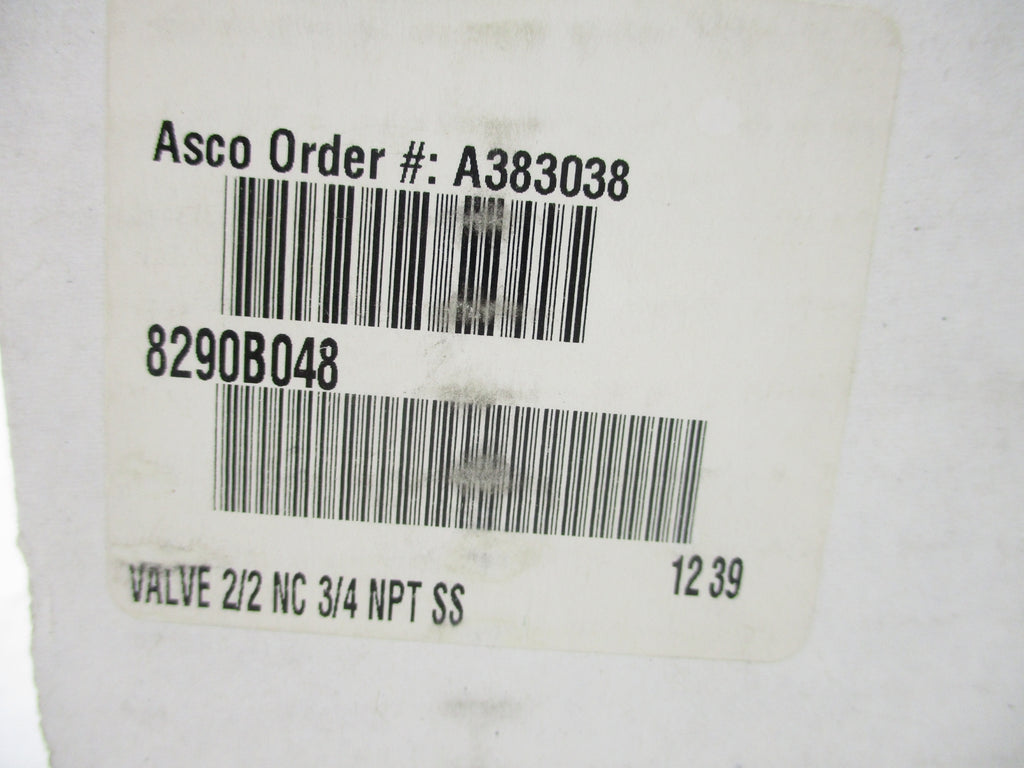 Asco Order #: A383038
8290B048
VALVE 2/2 NC 3/4 NPT SS 12 39